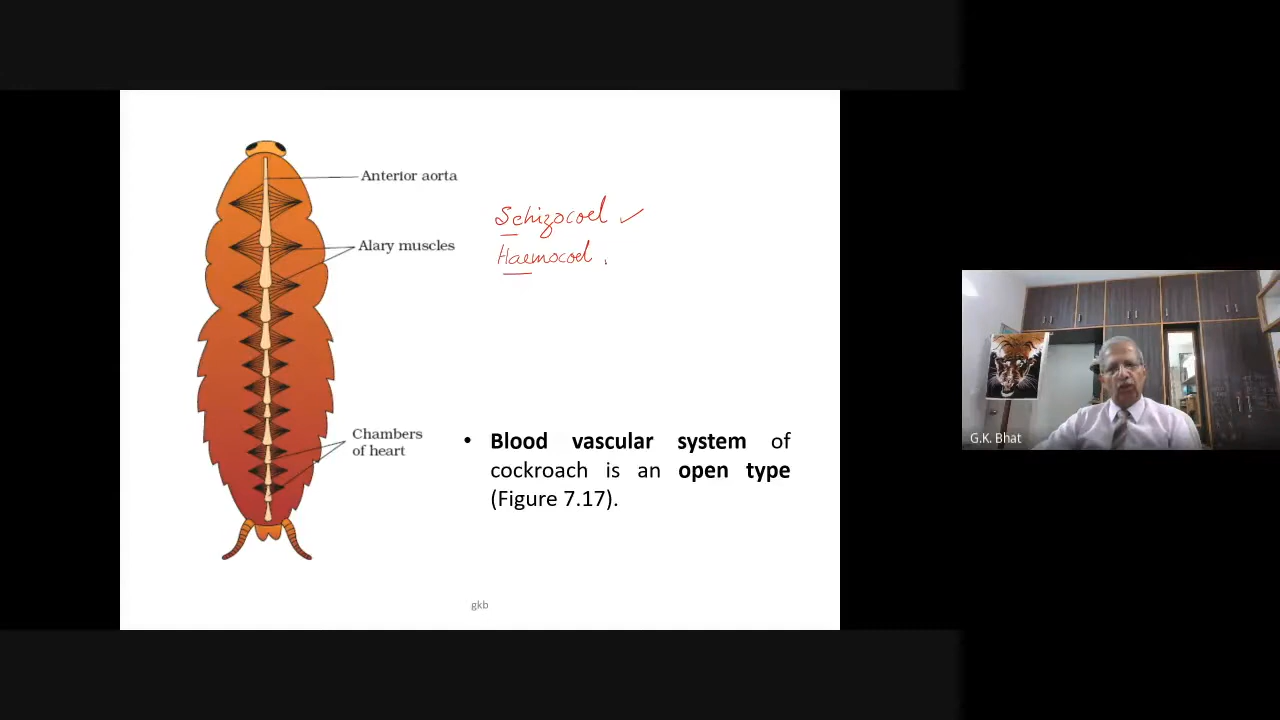 Anterior aorta
Schizocoel ✓
Alary muscles
Haemocoel .
Chambers
of heart
• Blood vascular system of
cockroach is an open type
(Figure 7.17).
gkb
G.K. Bhat